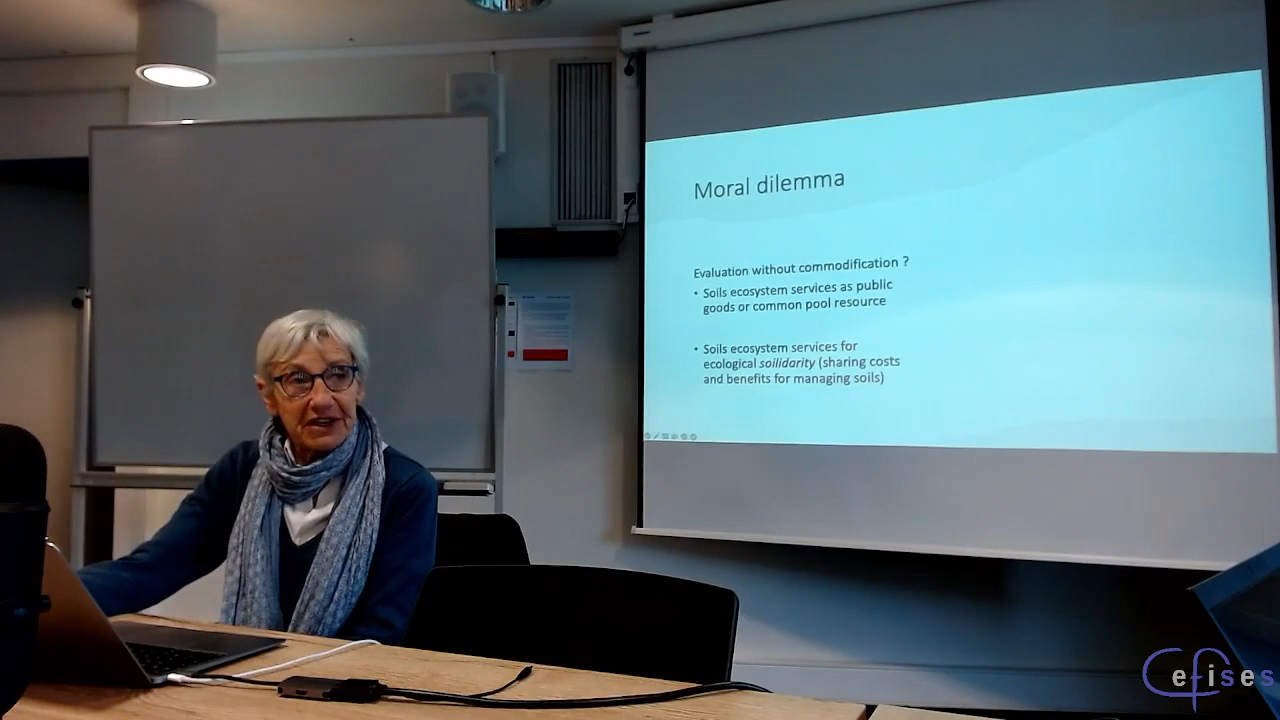 Moral dilemma
Evaluation without commodification ?
• Soils ecosystem services as public
goods or common pool resource
• Soils ecosystem services for
ecological soilidarity (sharing costs
and benefits for managing soils)
Cefises